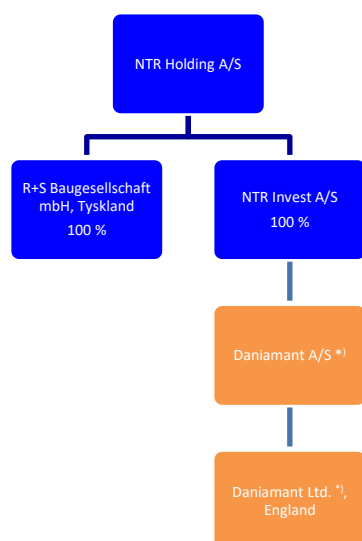 NTR Holding A/S
R+S Baugesellschaft
mbH, Tyskland
100 %
NTR Invest A/S
100 %
Daniamant A/S *)
Daniamant Ltd. *),
England